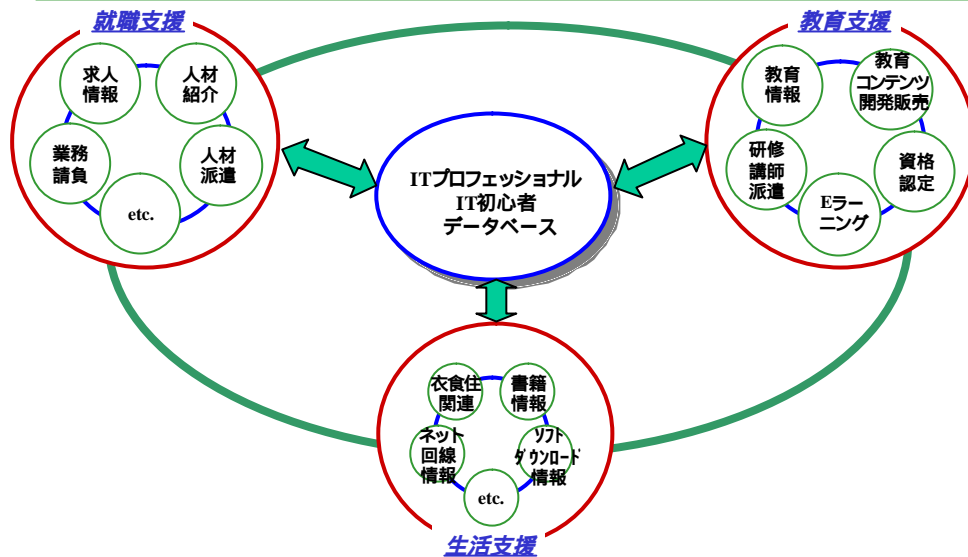 就職支援
求人
情報
人材
紹介
業務
請負
人材
派遣
etc.
教育支援
教育
情報
教育
コンテンツ
開発販売
研修
講師
派遣
資格
認定
Eラー
ニング
ITプロフェッショナル
IT初心者
データベース
衣食住
関連
書籍
情報
ネット
回線
情報
ソフト
ダウンロード
情報
etc.
生活支援